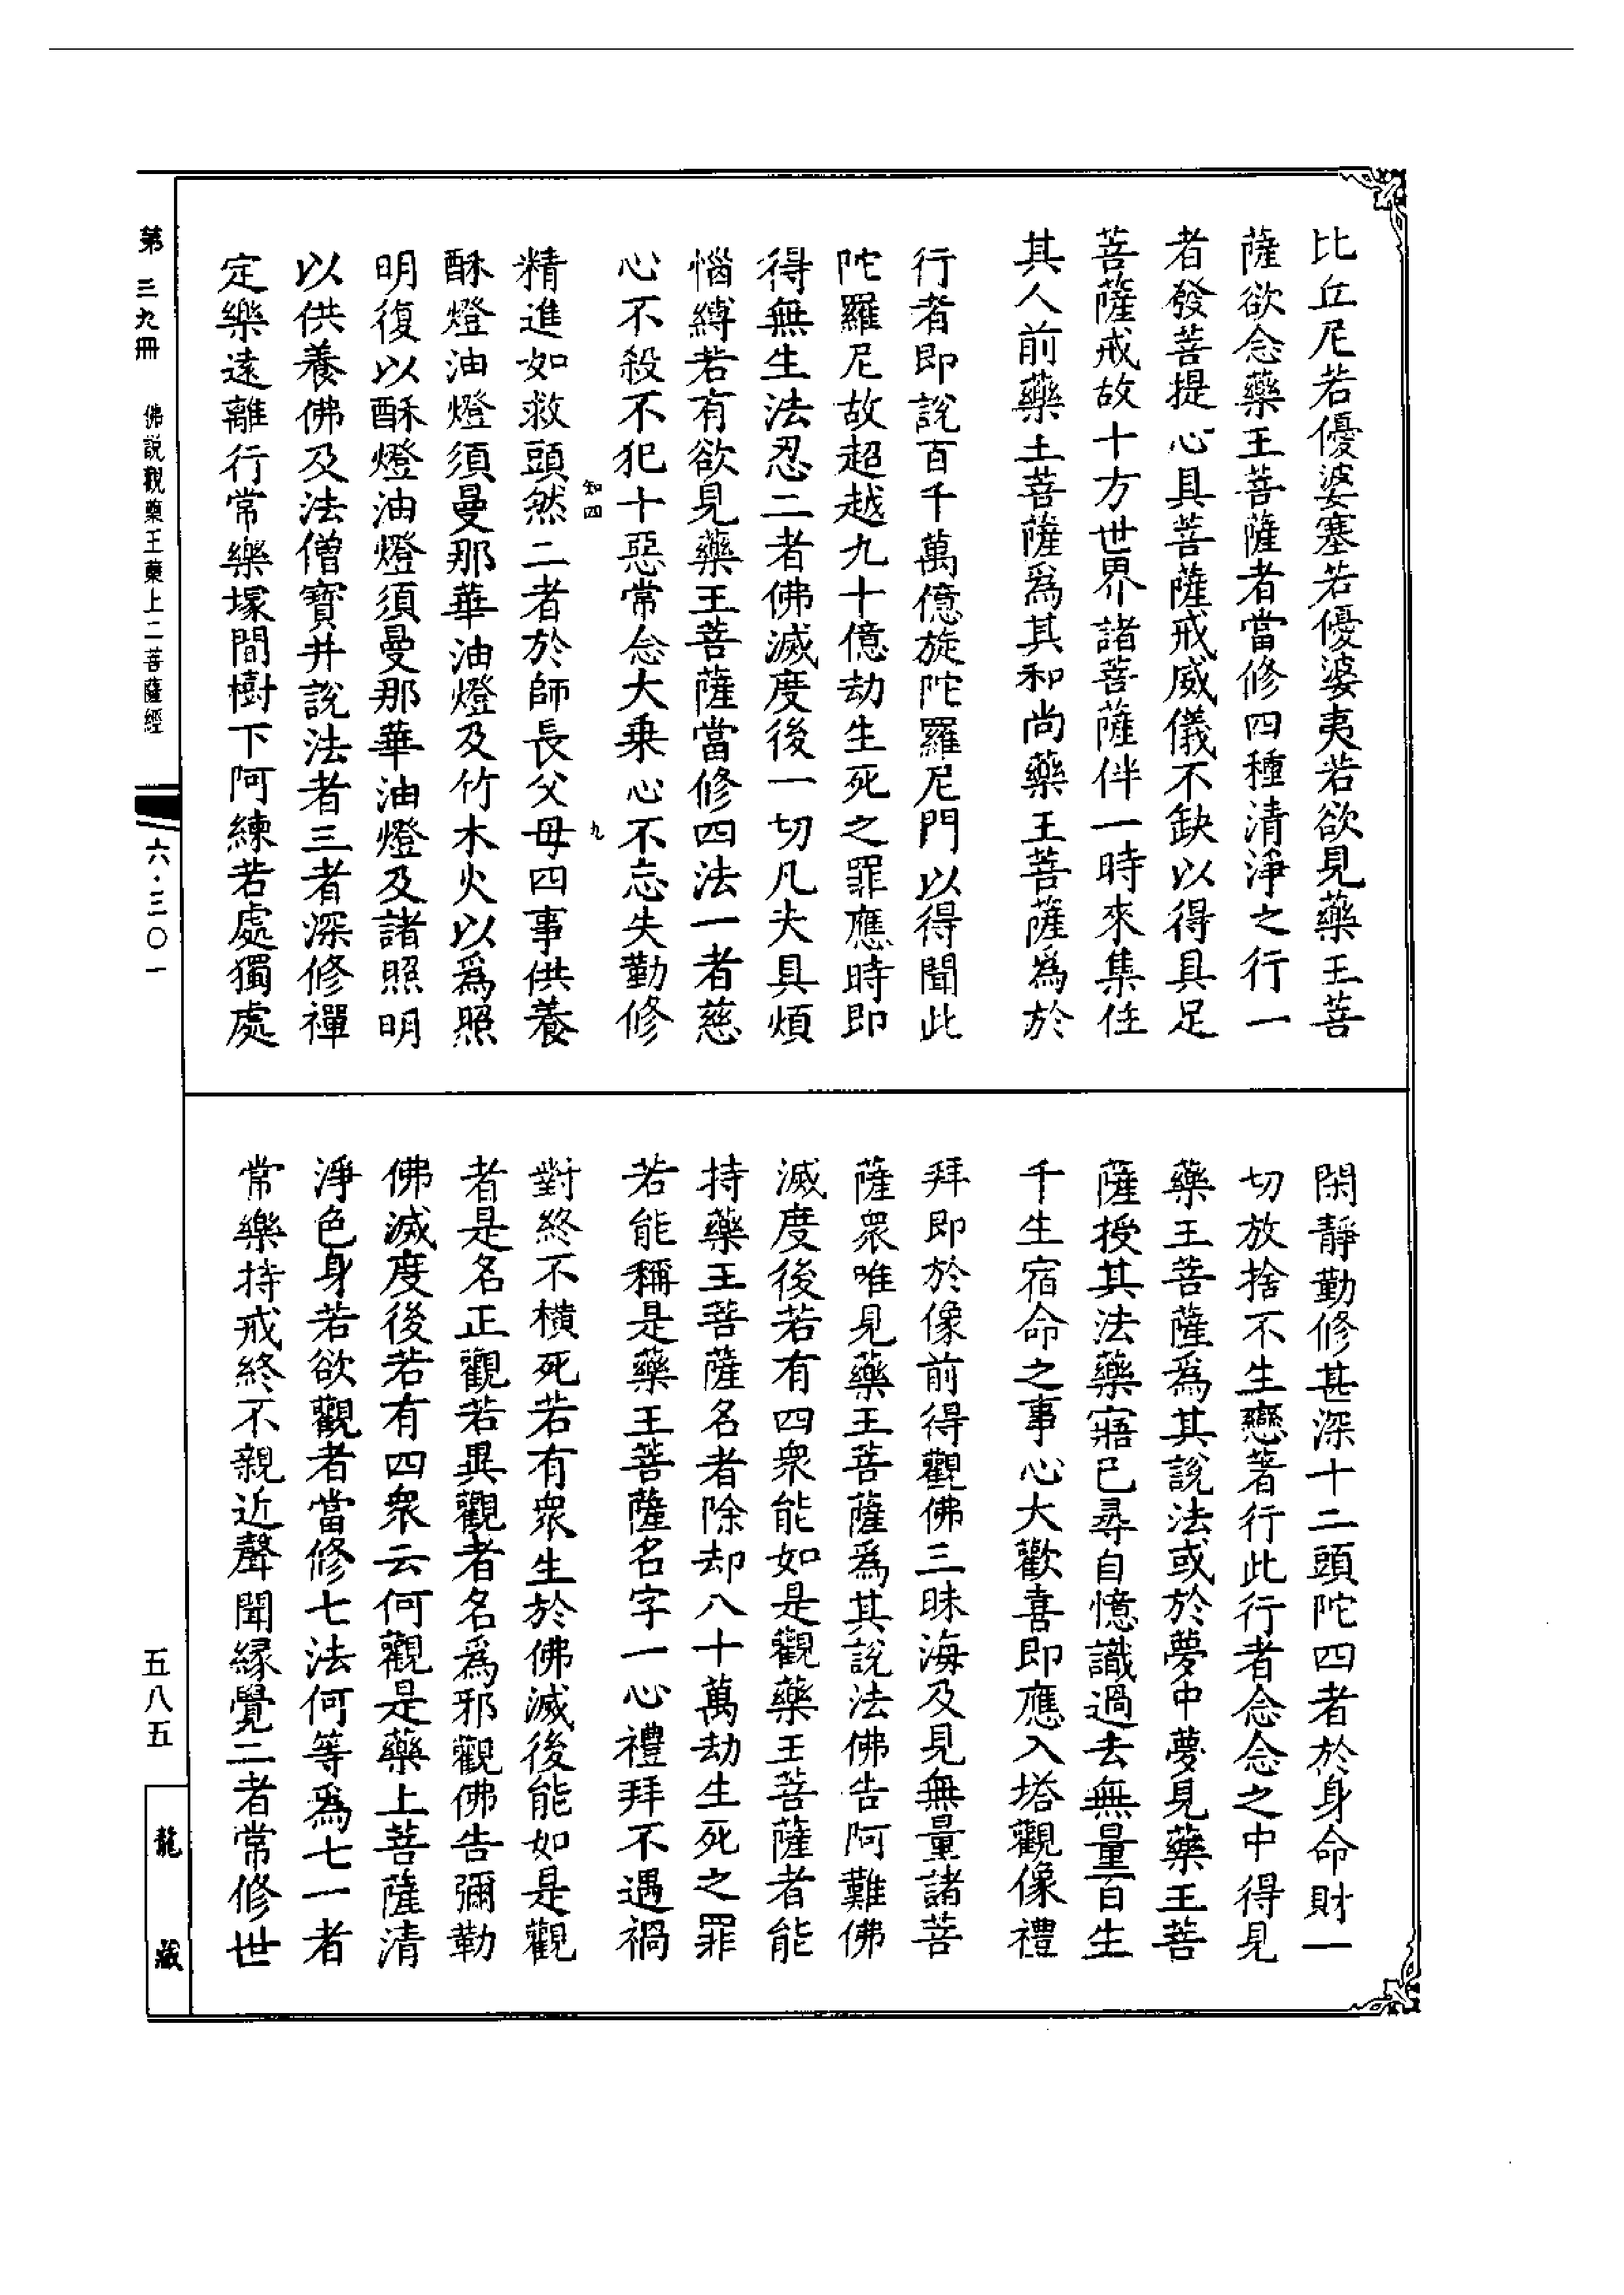 比丘尼若優婆塞若優婆夷若欲見藥王菩
薩欲念藥王菩薩者當修四種清淨之行一
者發菩提心具菩薩戒威儀不缺以得具足
菩薩戒故十方世界諸菩薩伴一時來集住
其人前藥王菩薩爲其和尚藥王菩薩爲於
行者即說百千萬億旋陀羅尼門以得聞此
陀羅尼故超越九十億劫生死之罪應時即
得無生法忍二者佛滅度後一切凡夫具煩
惱縛若有欲見藥王菩薩當修四法一者慈
心不殺不犯十惡常念大乘心不忘失勤修
知四 九
精進如救頭然二者於師長父母四事供養
酥燈油燈須曼那華油燈及竹木火以爲照
明復以酥燈油燈須曼那華油燈及諸照明
以供養佛及法僧寶并說法者三者深修禪
定樂遠離行常樂塚間樹下阿練若處獨處
閑靜勤修甚深十二頭陀四者於身命財一
切放捨不生戀著行此行者念念之中得見
藥王菩薩爲其說法或於夢中夢見藥王菩
薩授其法藥寤已尋自憶識過去無量百生
千生宿命之事心大歡喜即應入塔觀像禮
拜即於像前得觀佛三昧海及見無量諸菩
薩衆唯見藥王菩薩爲其說法佛告阿難佛
滅度後若有四衆能如是觀藥王菩薩者能
持藥王菩薩名者除却八十萬劫生死之罪
若能稱是藥王菩薩名字一心禮拜不遇禍
對終不橫死若有衆生於佛滅後能如是觀
者是名正觀若異觀者名爲邪觀佛告彌勒
佛滅度後若有四衆云何觀是藥上菩薩清
淨色身若欲觀者當修七法何等爲七一者
常樂持戒終不親近聲聞緣覺二者常修世
第三九冊 佛說觀藥王藥上二菩薩經
六·三〇一
五八五
龍藏